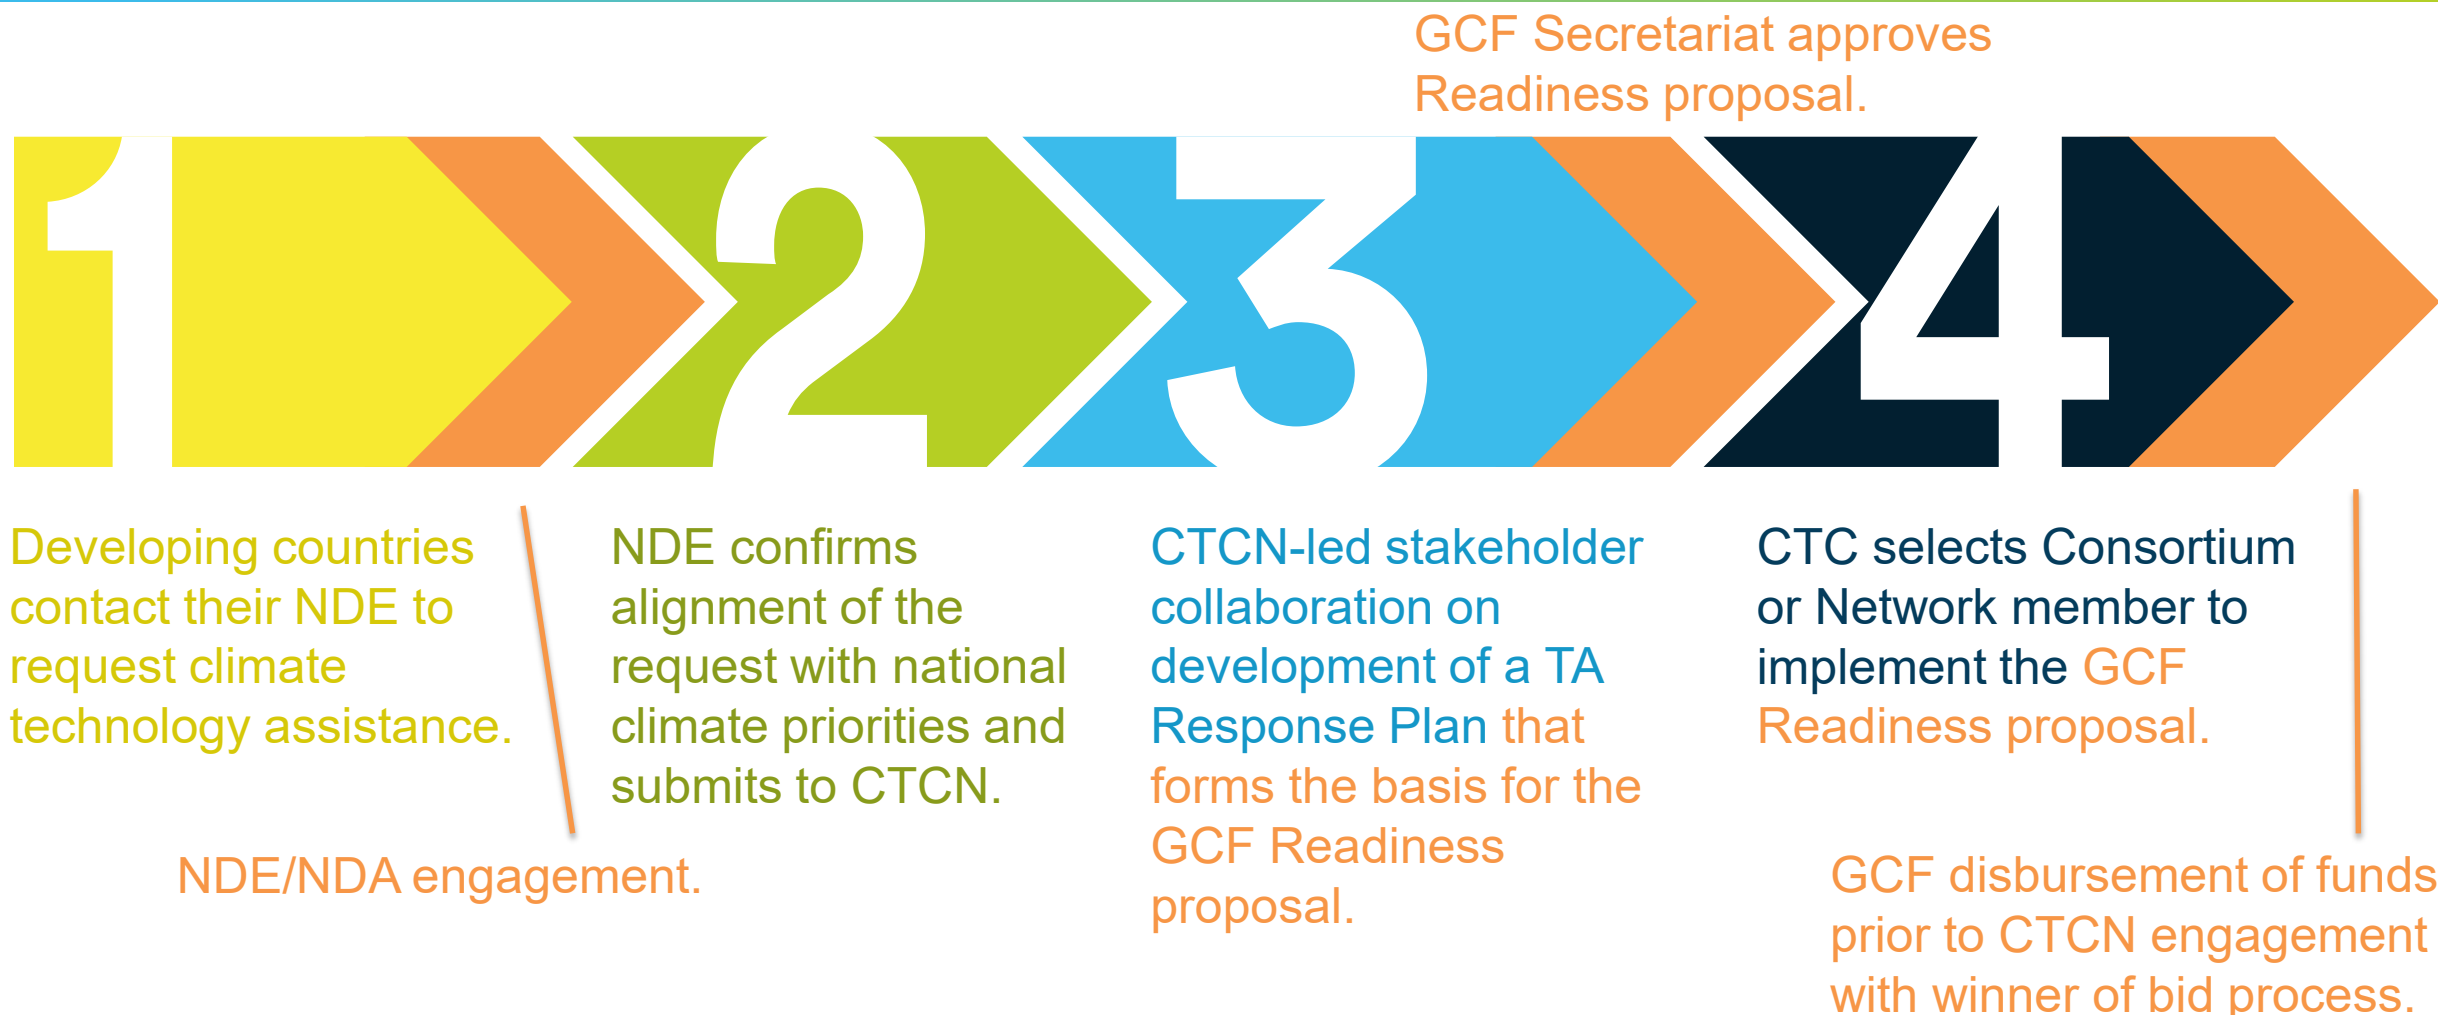 GCF Secretariat approves
Readiness proposal.
1
2
3
4
Developing countries
contact their NDE to
request climate
technology assistance.
NDE/NDA engagement.
NDE confirms
alignment of the
request with national
climate priorities and
submits to CTCN.
CTCN-led stakeholder
collaboration on
development of a TA
Response Plan that
forms the basis for the
GCF Readiness
proposal.
CTC selects Consortium
or Network member to
implement the GCF
Readiness proposal.
GCF disbursement of funds
prior to CTCN engagement
with winner of bid process.